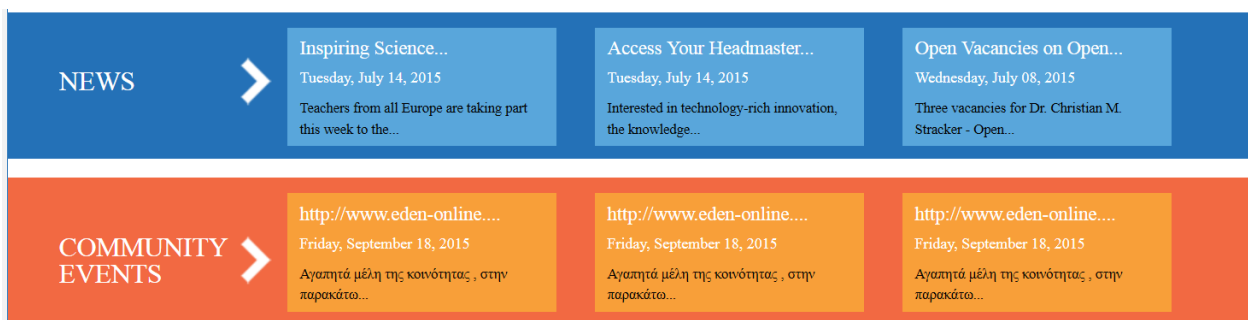 NEWS
Inspiring Science...
Tuesday, July 14, 2015
Teachers from all Europe are taking part
this week to the...
Access Your Headmaster...
Tuesday, July 14, 2015
Interested in technology-rich innovation,
the knowledge...
Open Vacancies on Open...
Wednesday, July 08, 2015
Three vacancies for Dr. Christian M.
Stracker - Open...
COMMUNITY
EVENTS
http://www.eden-online....
Friday, September 18, 2015
Αγαπητά μέλη της κοινότητας , στην
παρακάτω...
http://www.eden-online....
Friday, September 18, 2015
Αγαπητά μέλη της κοινότητας , στην
παρακάτω...
http://www.eden-online....
Friday, September 18, 2015
Αγαπητά μέλη της κοινότητας , στην
παρακάτω...